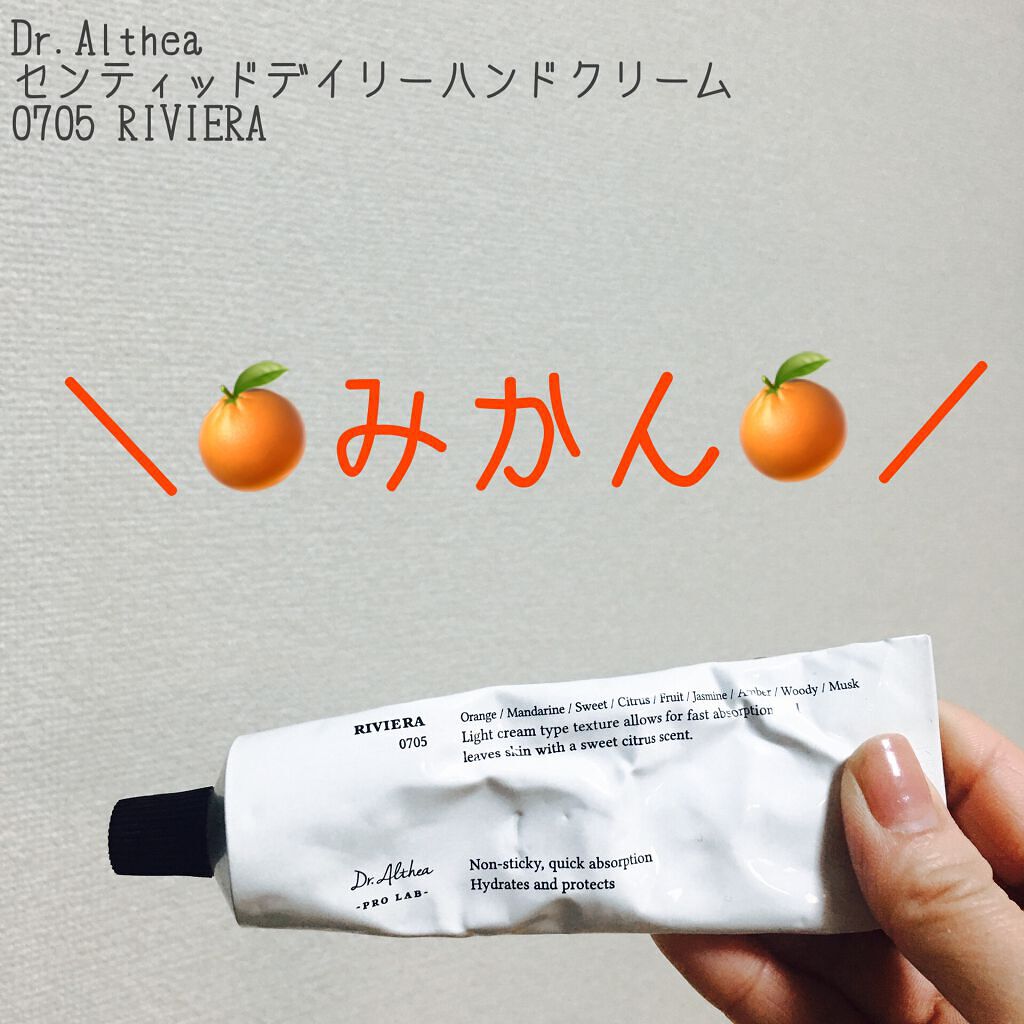 Dr.Althea
センティッドデイリーハンドクリーム
0705 RIVIERA
＼🍊みかん🍊／
RIVIERA
0705
Orange / Mandarine / Sweet / Citrus / Fruit / Jasmine / Amber / Woody / Musk
Light cream type texture allows for fast absorption
leaves skin with a sweet citrus scent.
Dr.Althea
-PRO LAB-
Non-sticky, quick absorption
Hydrates and protects